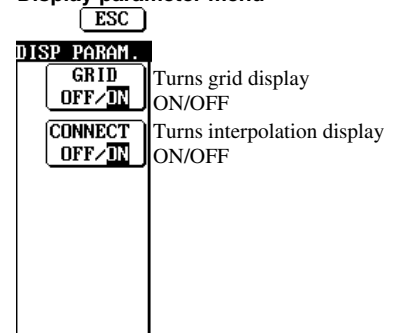 Display parameter menu
ESC
DISP PARAM.
GRID
OFF/ON
Turns grid display
ON/OFF
CONNECT
OFF/ON
Turns interpolation display
ON/OFF